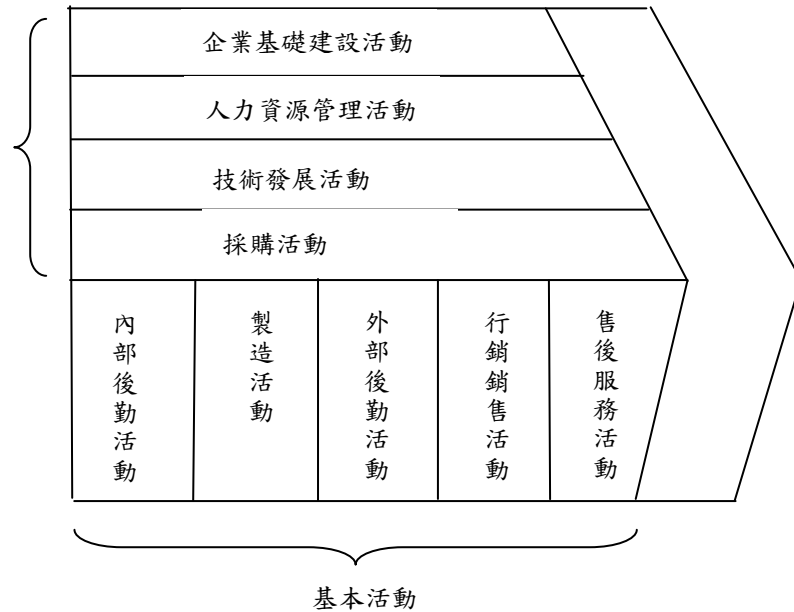 企業基礎建設活動
人力資源管理活動
技術發展活動
採購活動
內部後勤活動
製造活動
外部後勤活動
行銷銷售活動
售後服務活動
基本活動